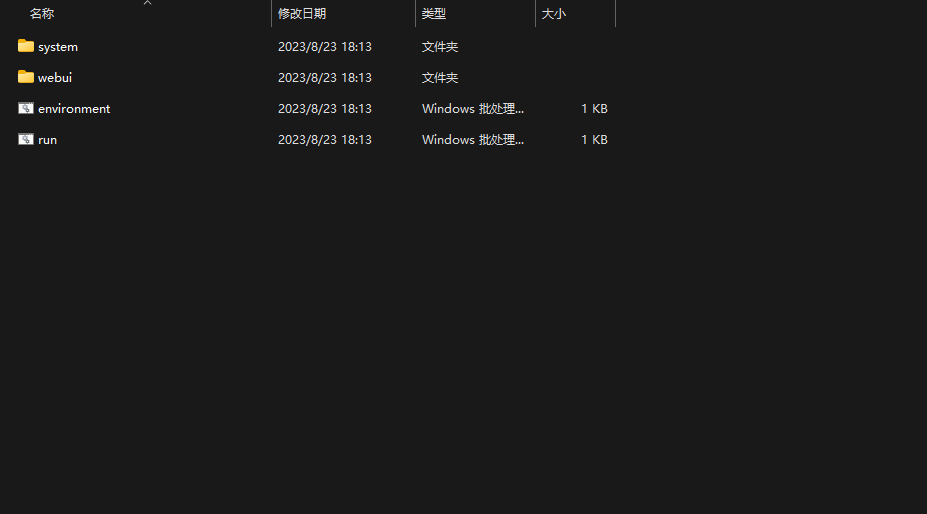 名称 修改日期 类型 大小
system 2023/8/23 18:13 文件夹
webui 2023/8/23 18:13 文件夹
environment 2023/8/23 18:13 Windows 批处理... 1 KB
run 2023/8/23 18:13 Windows 批处理... 1 KB